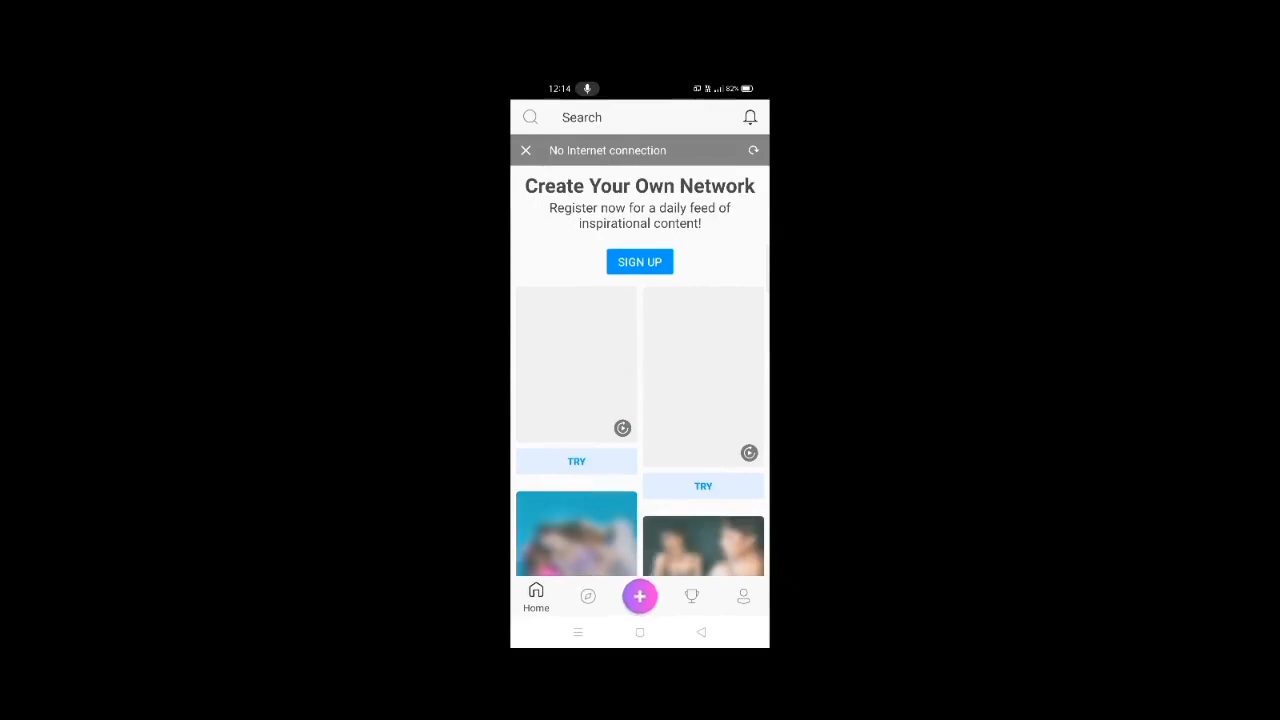 12:14
82%
Search
No Internet connection
Create Your Own Network
Register now for a daily feed of
inspirational content!
SIGN UP
TRY
TRY
Home